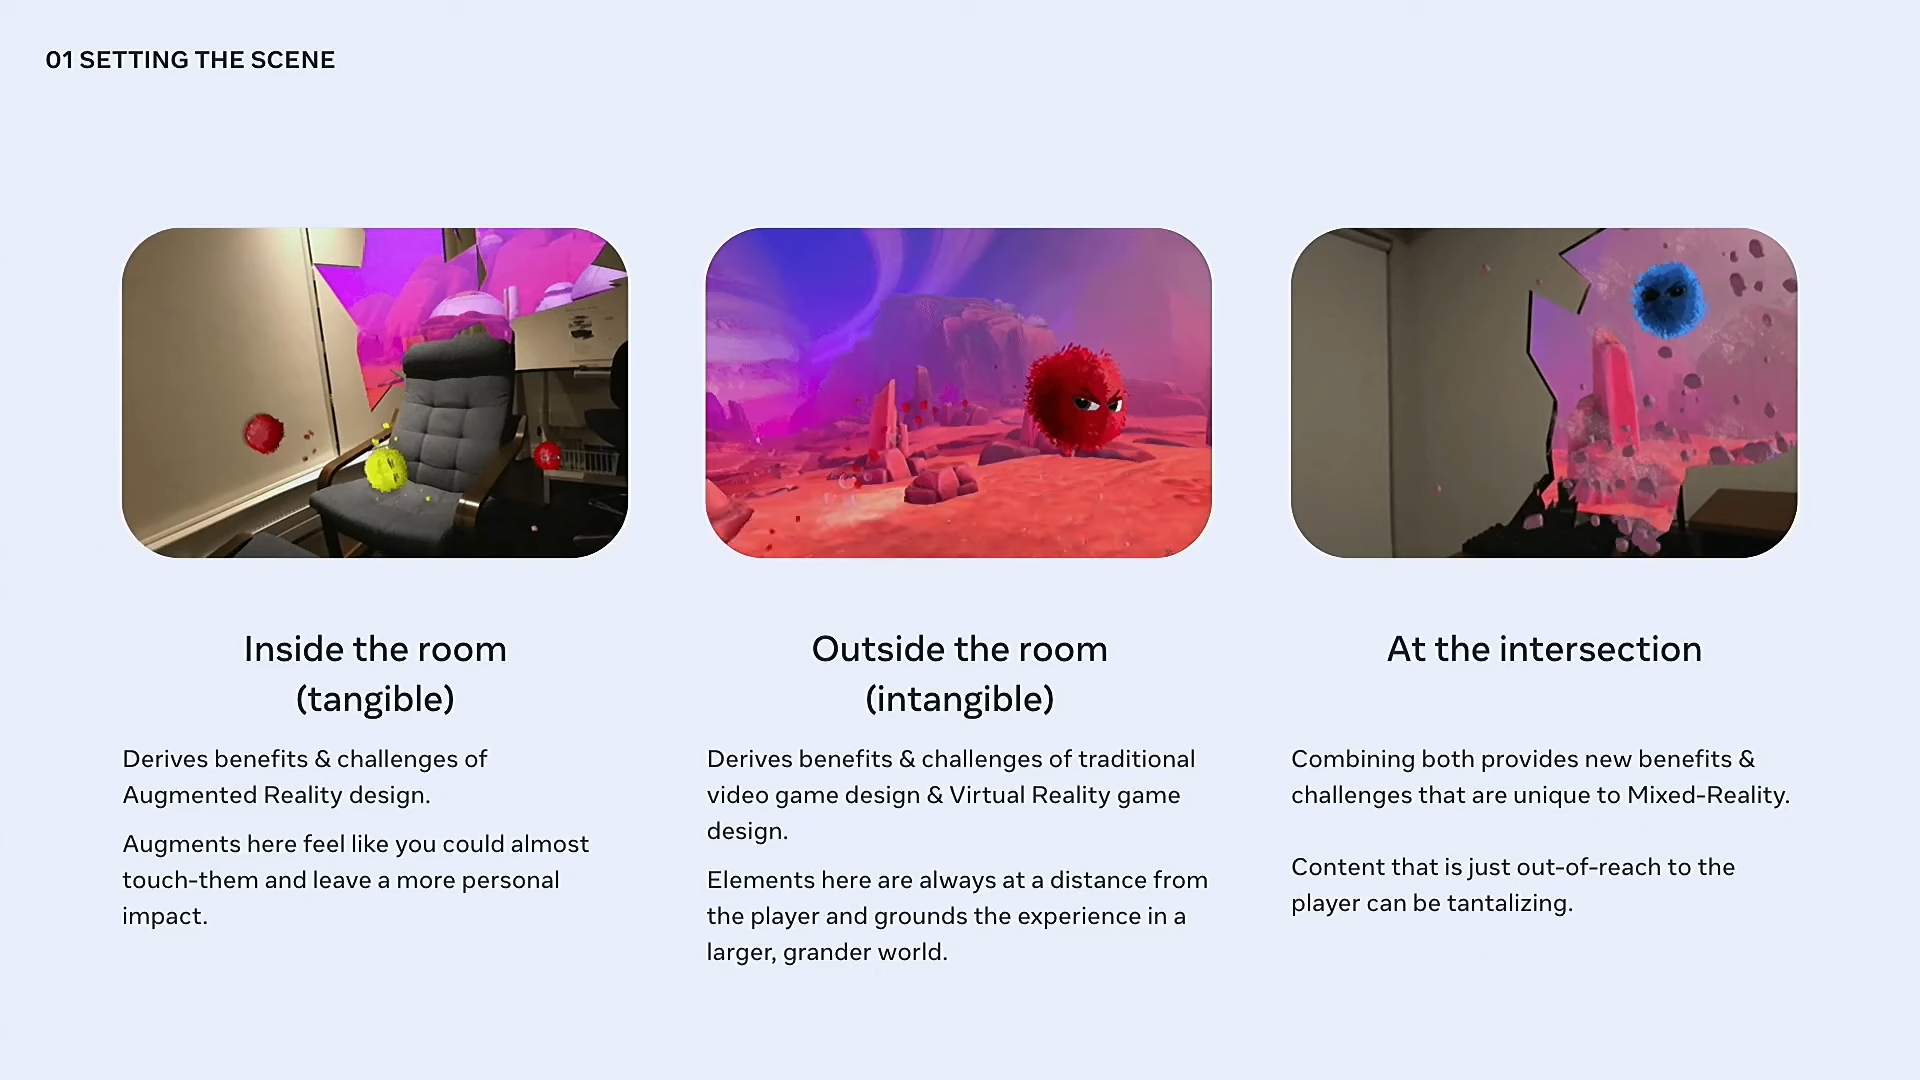 01 SETTING THE SCENE
Inside the room
(tangible)
Derives benefits & challenges of
Augmented Reality design.
Augments here feel like you could almost
touch-them and leave a more personal
impact.
Outside the room
(intangible)
Derives benefits & challenges of traditional
video game design & Virtual Reality game
design.
Elements here are always at a distance from
the player and grounds the experience in a
larger, grander world.
At the intersection
Combining both provides new benefits &
challenges that are unique to Mixed-Reality.
Content that is just out-of-reach to the
player can be tantalizing.